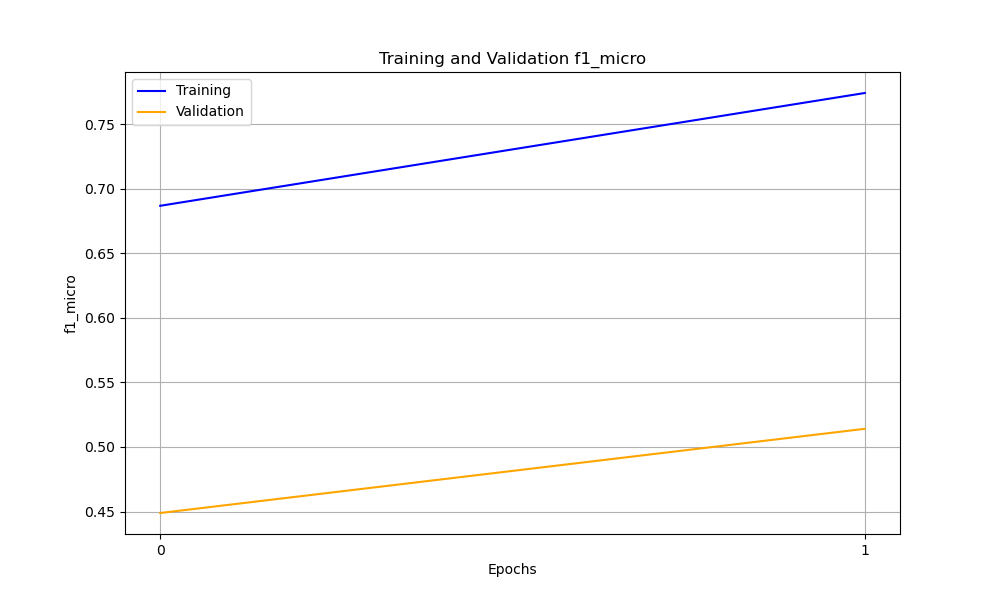 Training and Validation f1_micro
Training
Validation
f1_micro
0.75
0.70
0.65
0.60
0.55
0.50
0.45
0
1
Epochs